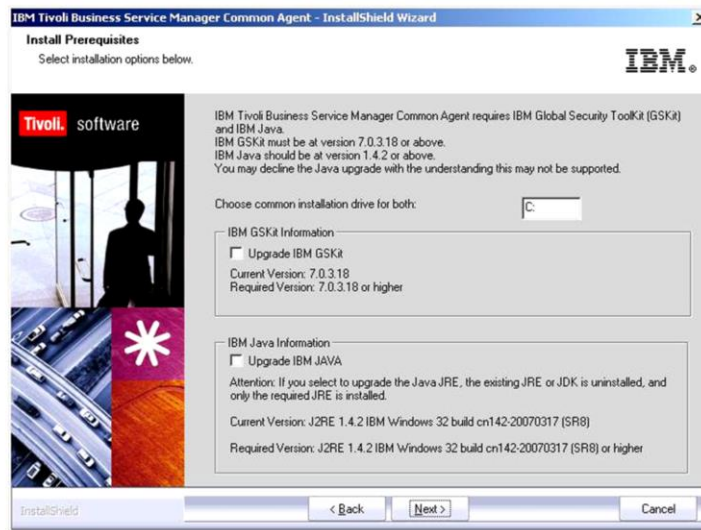 IBM Tivoli Business Service Manager Common Agent - InstallShield Wizard
Install Prerequisites
Select installation options below.
IBM®
Tivoli. software
IBM Tivoli Business Service Manager Common Agent requires IBM Global Security ToolKit (GSKit)
and IBM Java.
IBM GSKit must be at version 7.0.3.18 or above.
IBM Java should be at version 1.4.2 or above.
You may decline the Java upgrade with the understanding this may not be supported.
Choose common installation drive for both:
C:
IBM GSKit Information
Upgrade IBM GSKit
Current Version: 7.0.3.18
Required Version: 7.0.3.18 or higher
IBM Java Information
Upgrade IBM JAVA
Attention: If you select to upgrade the Java JRE, the existing JRE or JDK is uninstalled, and
only the required JRE is installed.
Current Version: J2RE 1.4.2 IBM Windows 32 build cn142-20070317 (SR8)
Required Version: J2RE 1.4.2 IBM Windows 32 build cn142-20070317 (SR8) or higher
InstallShield
< Back
Next >
Cancel